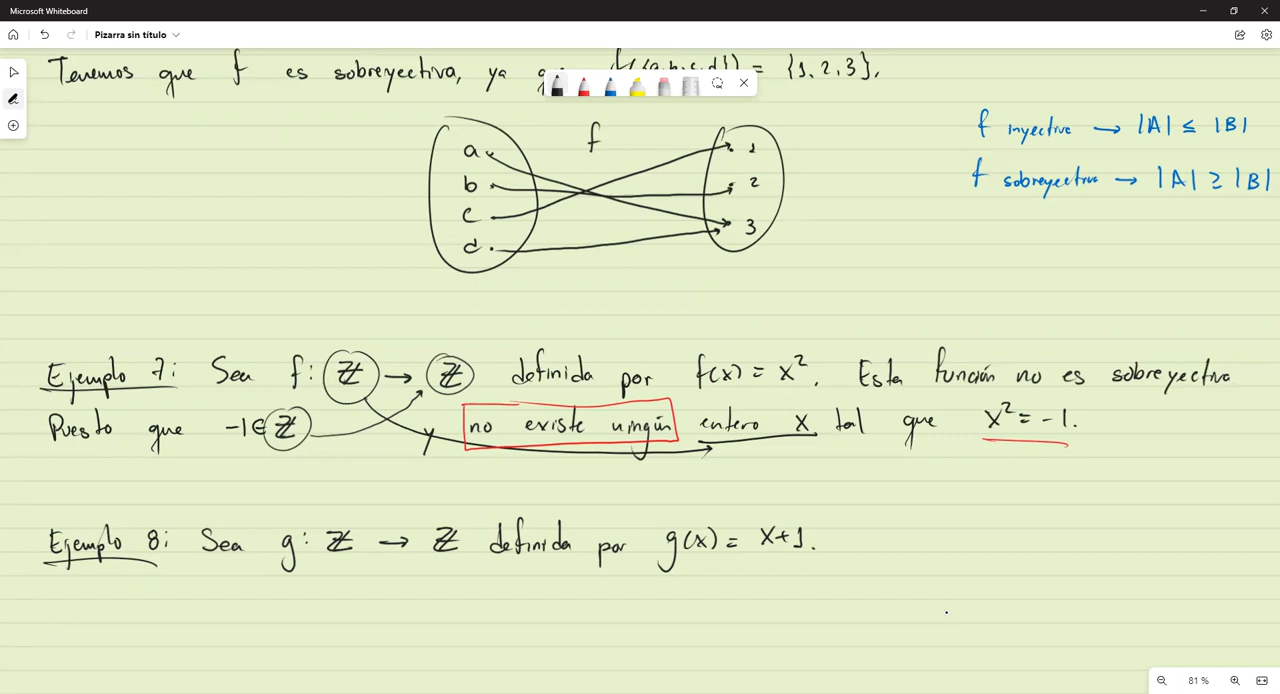 Microsoft Whiteboard
Pizarra sin título
Tenemos que f es sobreyectiva, ya que f({a,b,c,d}) = {1,2,3}.
f inyectiva → |A| ≤ |B|
f sobreyectiva → |A| ≥ |B|
f
a
b
c
d
1
2
3
Ejemplo 7: Sea f: ℤ → ℤ definida por f(x) = x². Esta función no es sobreyectiva
Puesto que -1 ∈ ℤ y no existe ningún entero x tal que x² = -1.
Ejemplo 8: Sea g: ℤ → ℤ definida por g(x) = x+1.
81 %